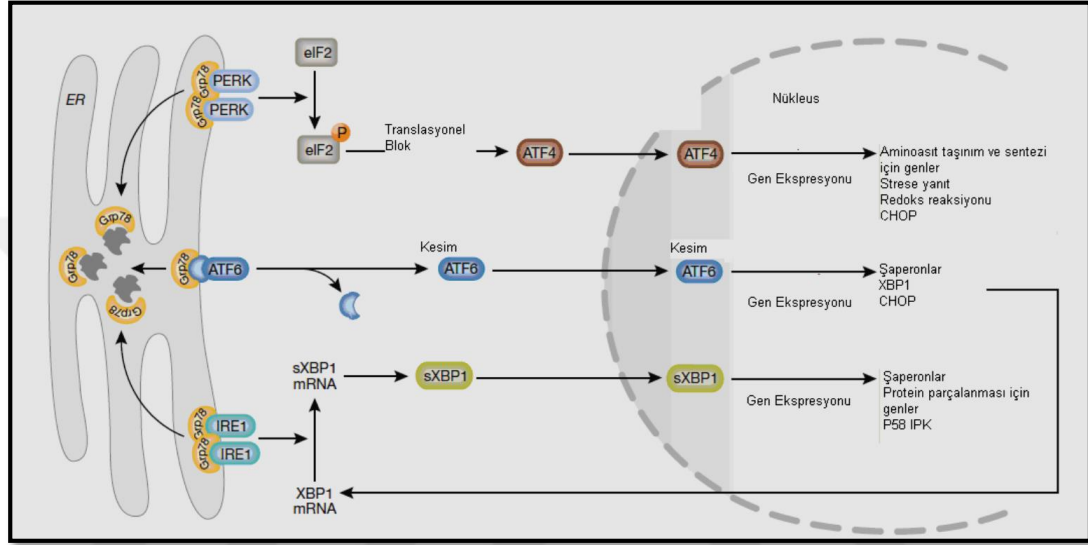 ER
Grp78
PERK
Grp78
PERK
eIF2
eIF2
P
Translasyonel
Blok
ATF4
ATF4
Nükleus
Gen Ekspresyonu
Aminoasit taşınım ve sentezi
için genler
Strese yanıt
Redoks reaksiyonu
CHOP
Grp78
Grp78
Grp78
Grp78
ATF6
Kesim
ATF6
Kesim
ATF6
Gen Ekspresyonu
Şaperonlar
XBP1
CHOP
sXBP1
mRNA
sXBP1
sXBP1
Gen Ekspresyonu
Şaperonlar
Protein parçalanması için
genler
P58 IPK
Grp78
IRE1
Grp78
IRE1
XBP1
mRNA